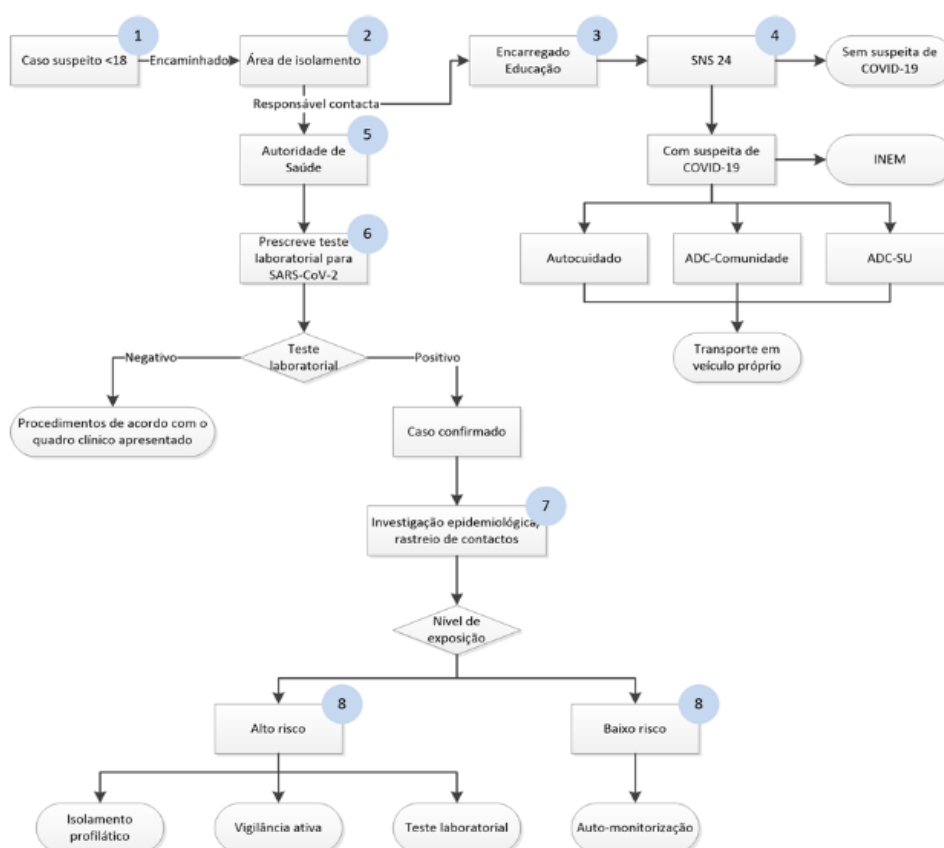 1
Caso suspeito <18
Encaminhado
2
Área de isolamento
3
Encarregado
Educação
4
SNS 24
Sem suspeita de
COVID-19
Responsável contacta
5
Autoridade de
Saúde
Com suspeita de
COVID-19
INEM
6
Prescreve teste
laboratorial para
SARS-CoV-2
Autocuidado
ADC-Comunidade
ADC-SU
Transporte em
veículo próprio
Negativo
Teste
laboratorial
Positivo
Procedimentos de acordo com o
quadro clínico apresentado
Caso confirmado
7
Investigação epidemiológica/
rastreio de contactos
Nível de
exposição
8
Alto risco
8
Baixo risco
Isolamento
profilático
Vigilância ativa
Teste laboratorial
Auto-monitorização